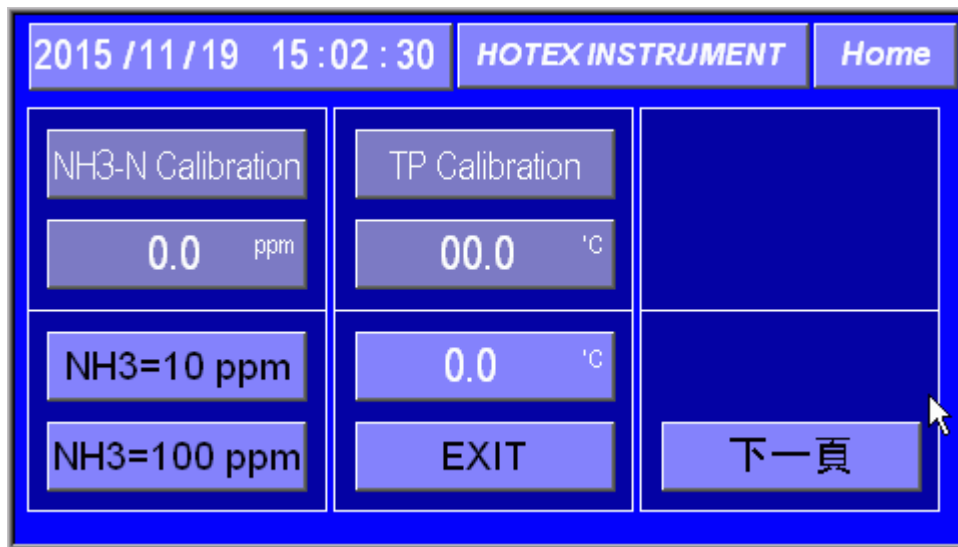 2015 /11/19 15:02:30 HOTEX INSTRUMENT Home
NH3-N Calibration TP Calibration
0.0 ppm 00.0 'C
NH3=10 ppm 0.0 'C
NH3=100 ppm EXIT 下一頁